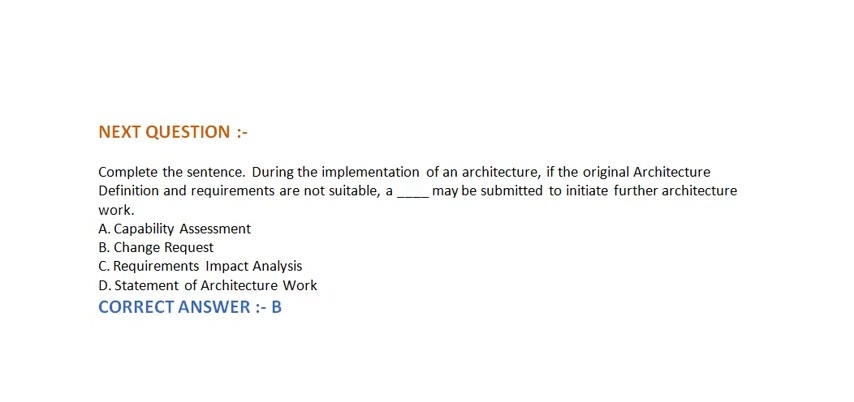 NEXT QUESTION :-
Complete the sentence. During the implementation of an architecture, if the original Architecture
Definition and requirements are not suitable, a ____ may be submitted to initiate further architecture
work.
A. Capability Assessment
B. Change Request
C. Requirements Impact Analysis
D. Statement of Architecture Work
CORRECT ANSWER :- B